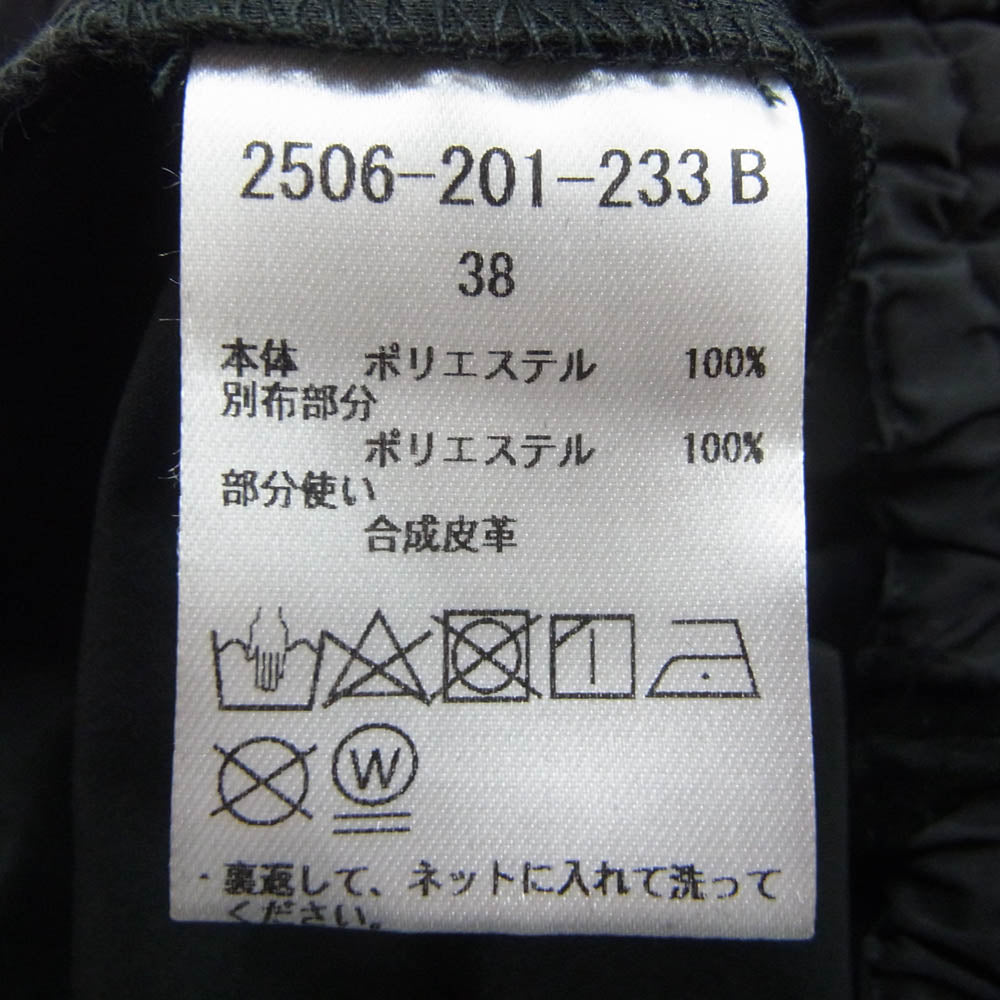 2506-201-233 B
38
本体 ポリエステル 100%
別布部分
ポリエステル 100%
部分使い
合成皮革
W
・裏返して、ネットに入れて洗って
ください。